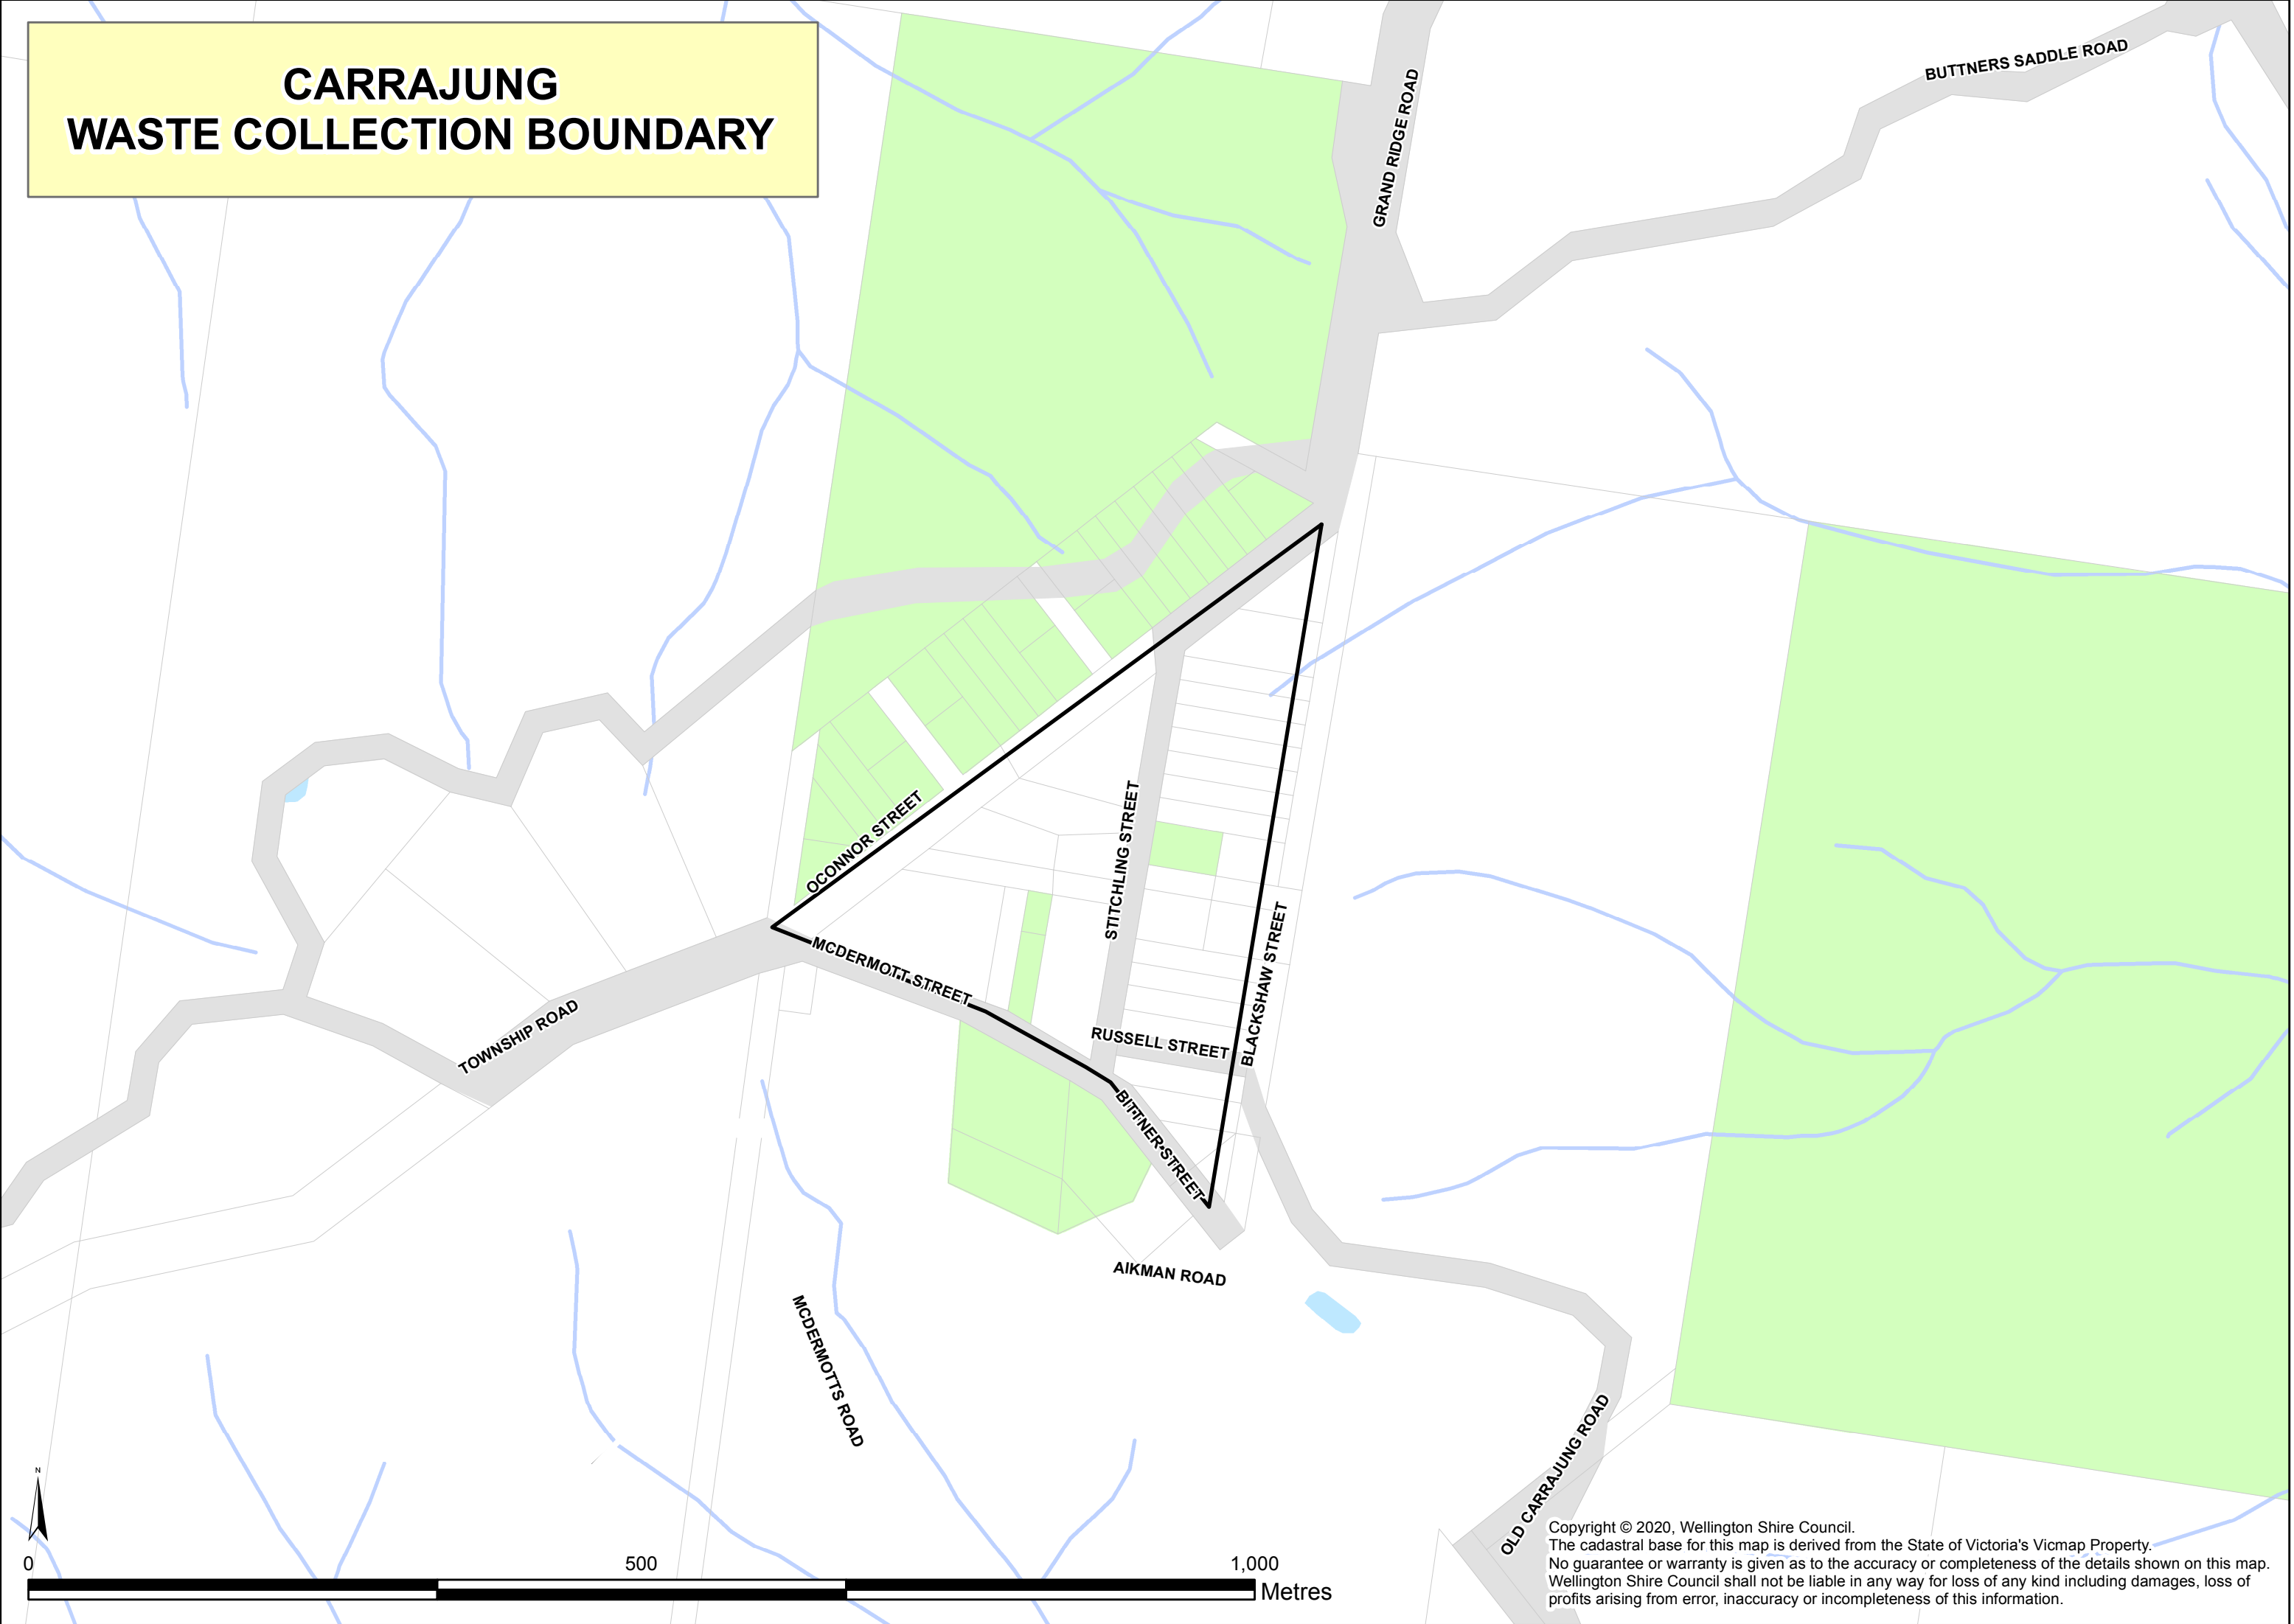 CARRAJUNG
WASTE COLLECTION BOUNDARY
BUTTNERS SADDLE ROAD
GRAND RIDGE ROAD
OCONNOR STREET
STITCHLING STREET
BLACKSHAW STREET
MCDERMOTT STREET
RUSSELL STREET
TOWNSHIP ROAD
BITTNER STREET
AIKMAN ROAD
MCDERMOTTS ROAD
OLD CARRAJUNG ROAD
N
0 500 1,000
Metres
Copyright © 2020, Wellington Shire Council.
The cadastral base for this map is derived from the State of Victoria's Vicmap Property.
No guarantee or warranty is given as to the accuracy or completeness of the details shown on this map.
Wellington Shire Council shall not be liable in any way for loss of any kind including damages, loss of
profits arising from error, inaccuracy or incompleteness of this information.